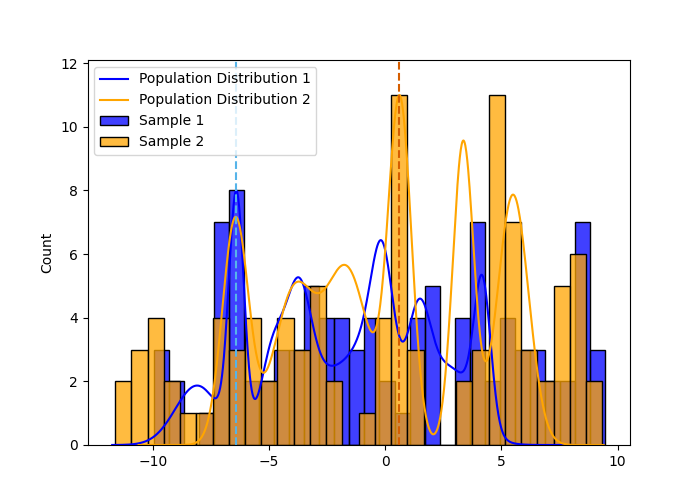 12
10
8
6
4
2
0
Count
Population Distribution 1
Population Distribution 2
Sample 1
Sample 2
−10
−5
0
5
10